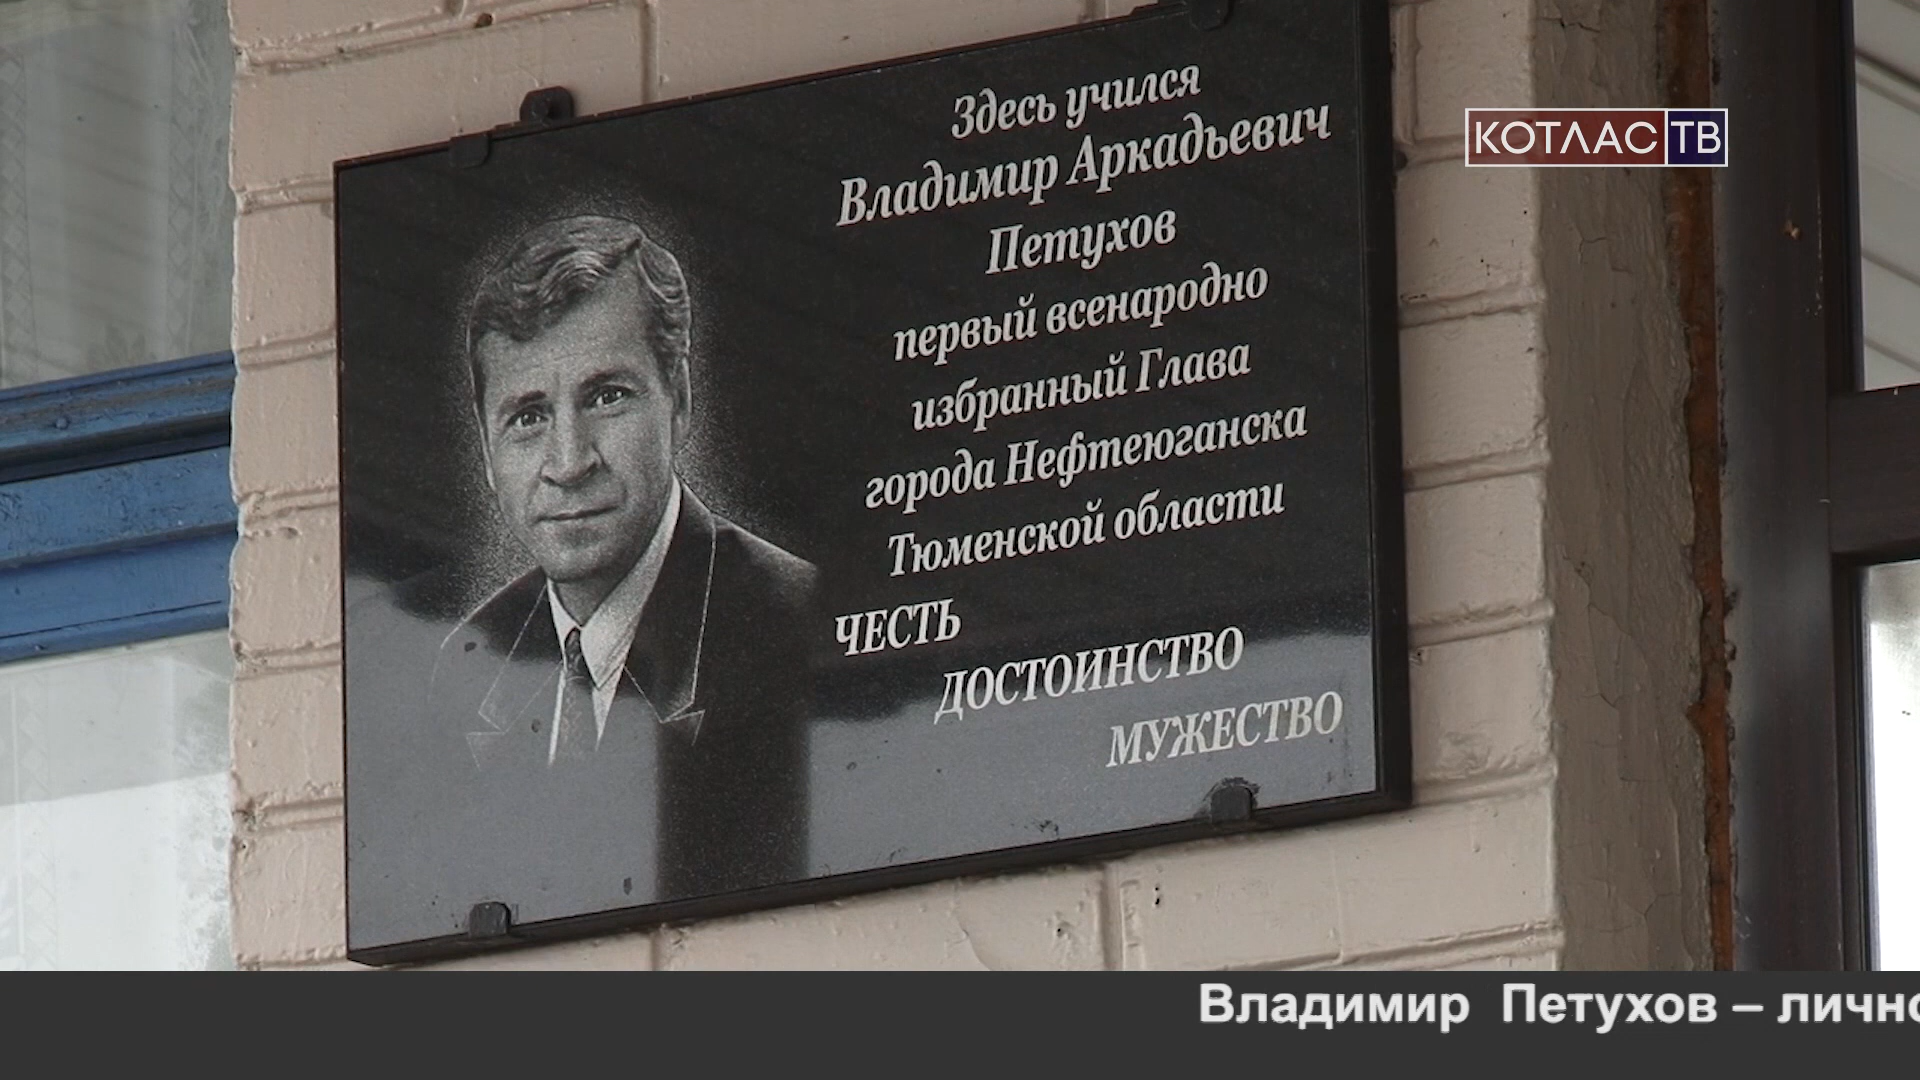 Здесь учился
Владимир Аркадьевич
Петухов
первый всенародно
избранный Глава
города Нефтеюганска
Тюменской области
ЧЕСТЬ
ДОСТОИНСТВО
МУЖЕСТВО
КОТЛАС ТВ
Владимир Петухов – лично